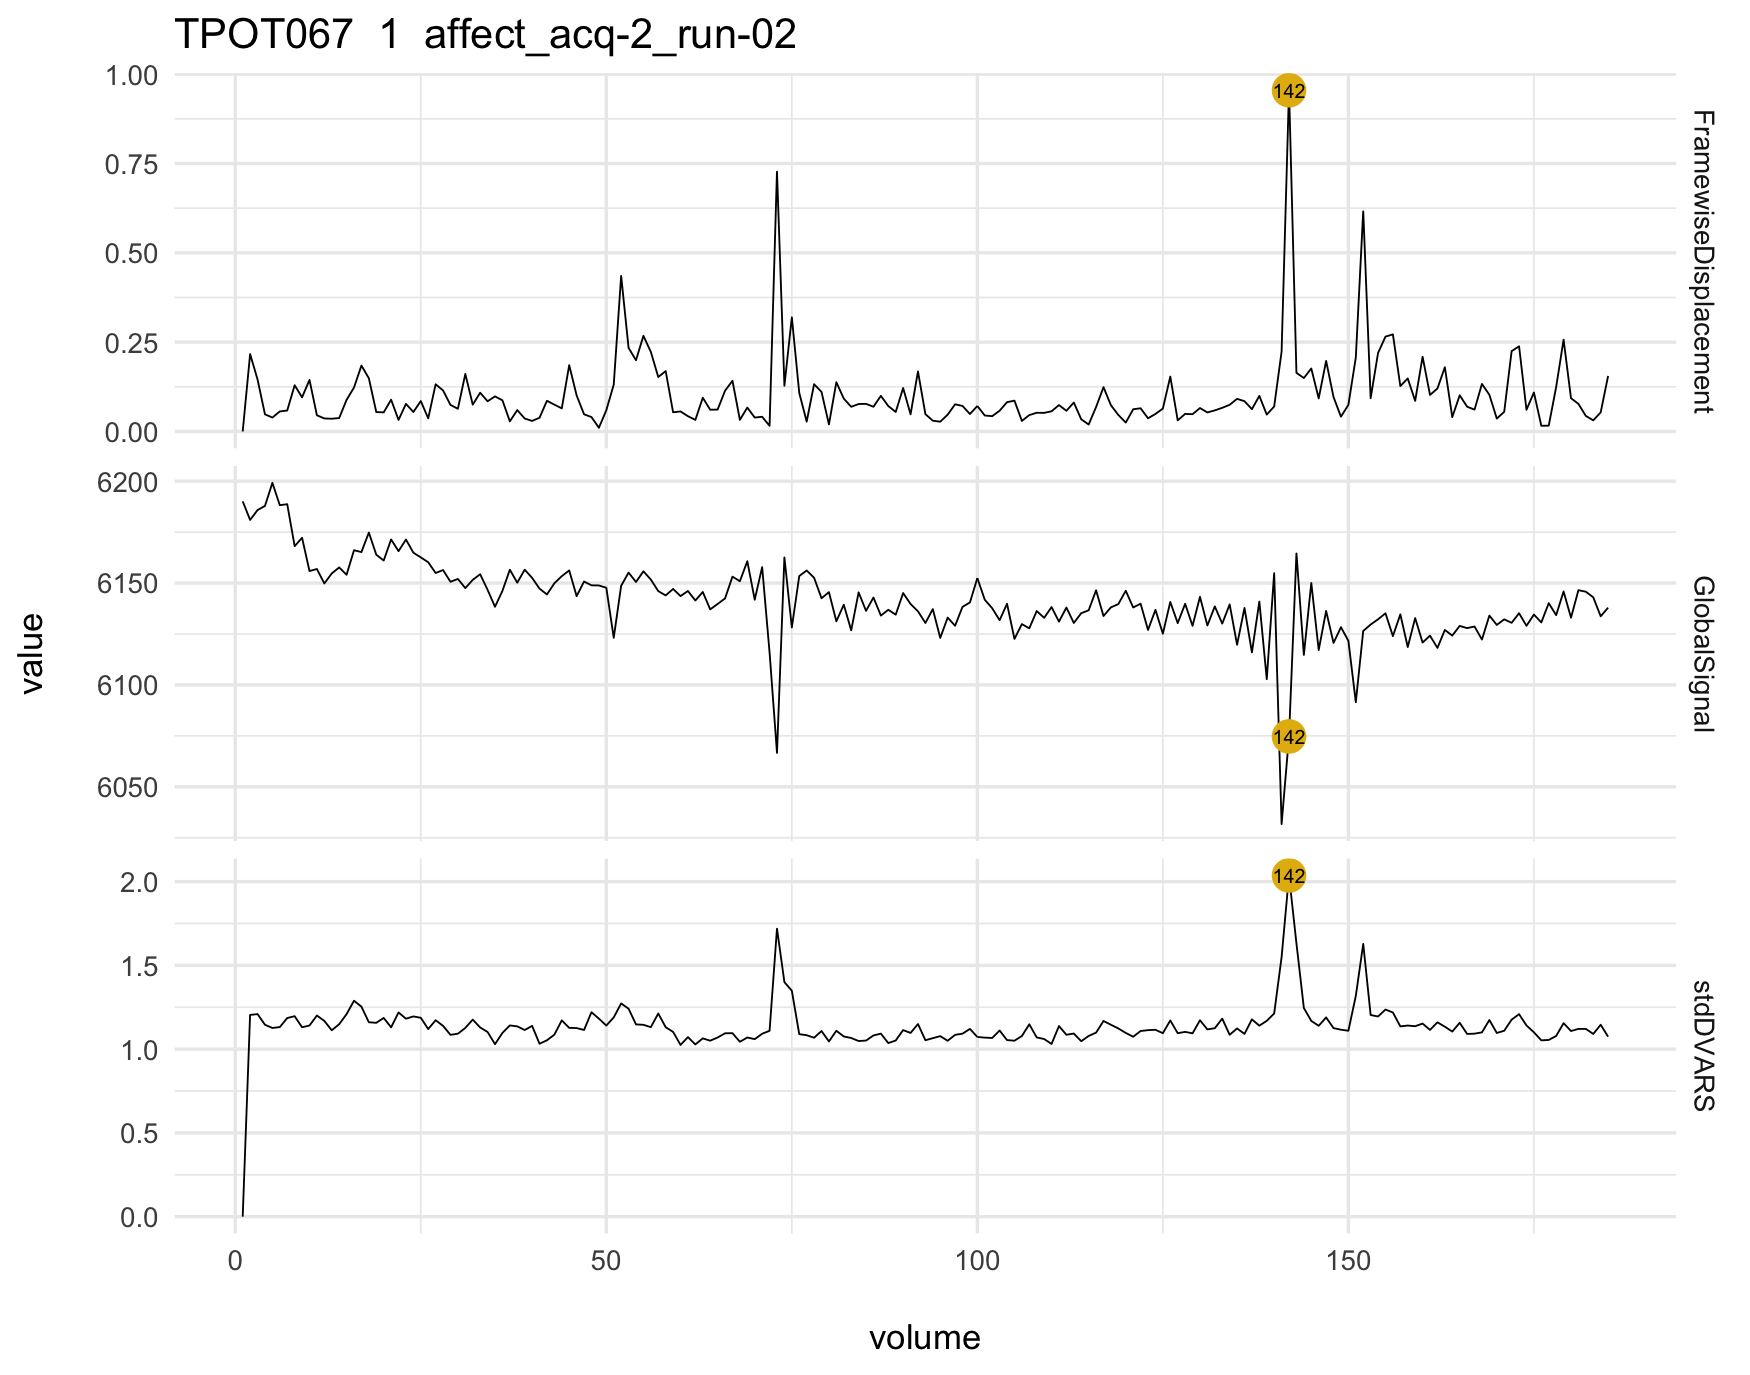 TPOT067 1 affect_acq-2_run-02
1.00
0.75
0.50
0.25
0.00
142
FramewiseDisplacement
6200
6150
6100
6050
142
GlobalSignal
2.0
1.5
1.0
0.5
0.0
142
stdDVARS
0 50 100 150
volume
value